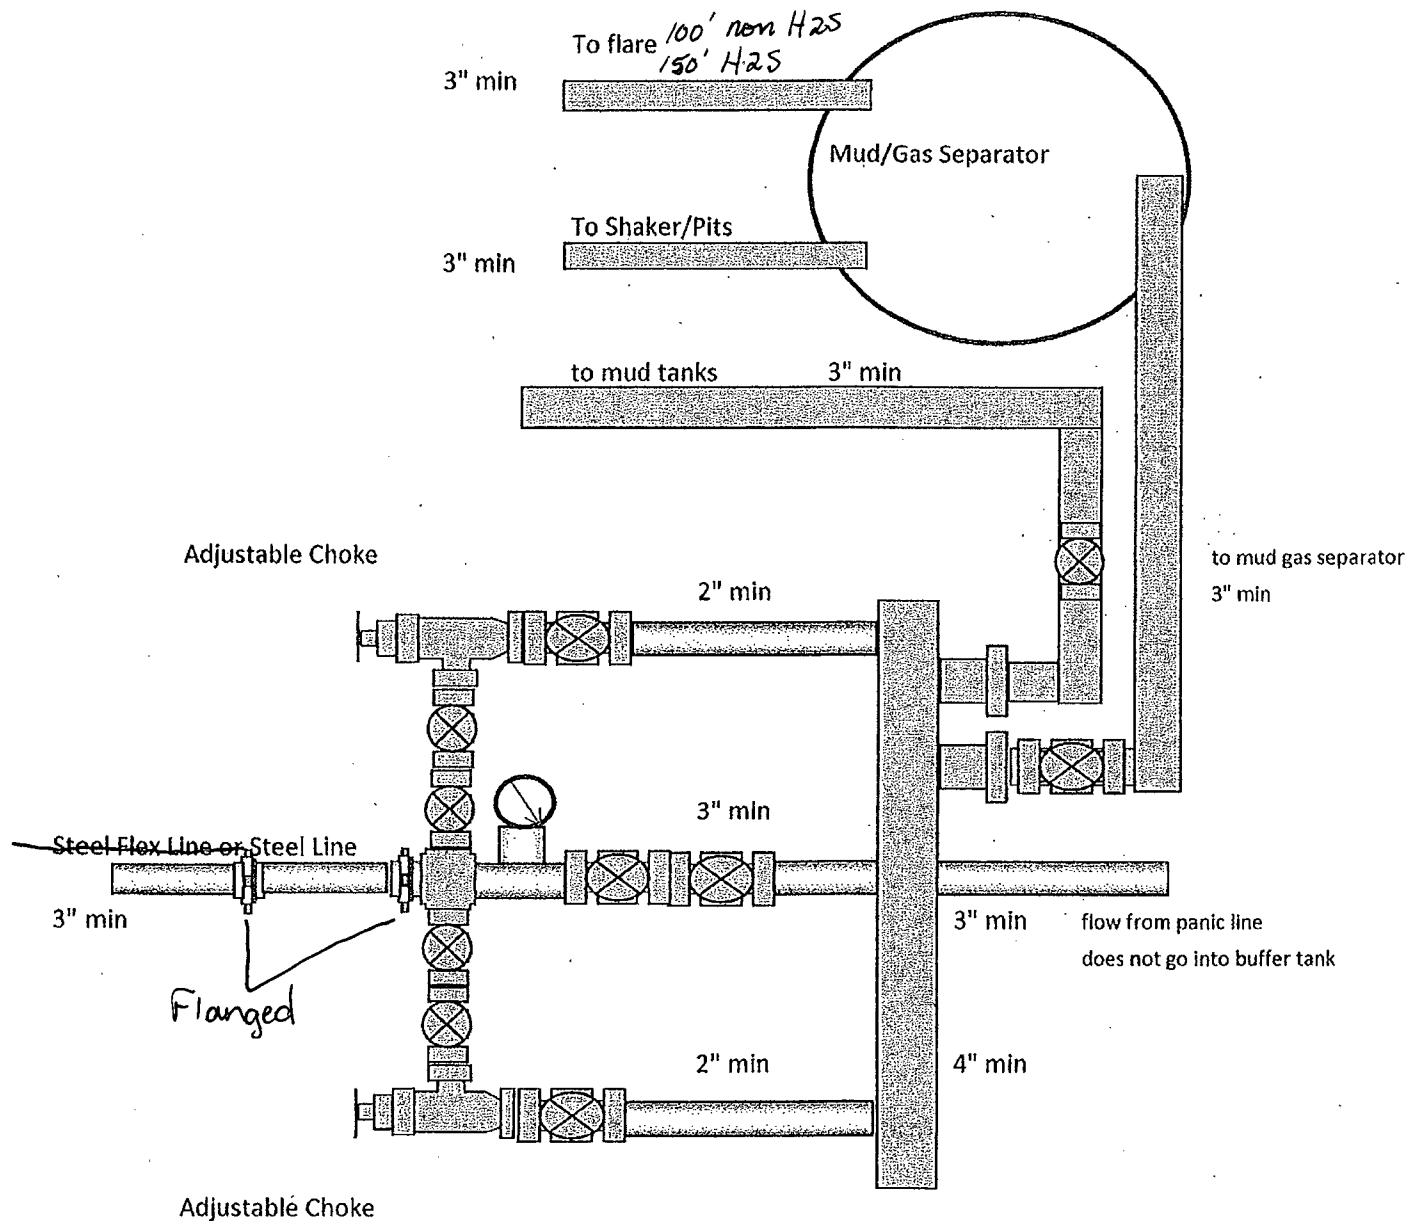 To flare 100' non H2S
150' H2S
3" min
Mud/Gas Separator
To Shaker/Pits
3" min
to mud tanks 3" min
Adjustable Choke
to mud gas separator
3" min
2" min
3" min
Steel Flex Line or Steel Line
3" min
3" min
flow from panic line
does not go into buffer tank
Flanged
2" min
4" min
Adjustable Choke